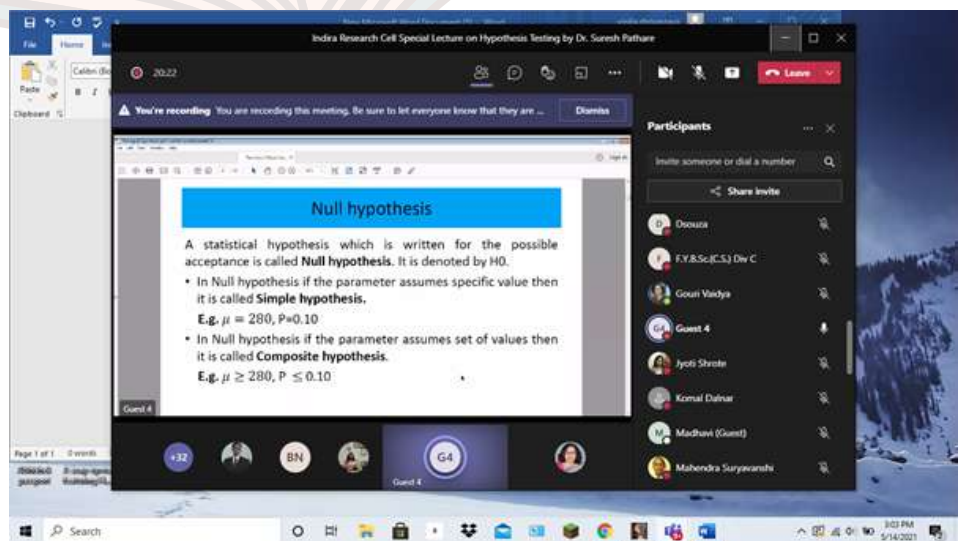 Indira Research Cell Special Lecture on Hypothesis Testing by Dr. Suresh Pathare
File
Home
Paste
Clipboard
Calibri (Bo
B I
20:22
Leave
You're recording You are recording this meeting. Be sure to let everyone know that they are ...
Dismiss
Null hypothesis
A statistical hypothesis which is written for the possible
acceptance is called Null hypothesis. It is denoted by H0.
• In Null hypothesis if the parameter assumes specific value then
it is called Simple hypothesis.
E.g. μ = 280, P=0.10
• In Null hypothesis if the parameter assumes set of values then
it is called Composite hypothesis.
E.g. μ ≥ 280, P ≤ 0.10
Guest 4
+32
BN
G4
Guest 4
Participants
Invite someone or dial a number
Share invite
D Dsouza
F F.Y.B.Sc.(C.S.) Div C
Gouri Vaidya
G4 Guest 4
Jyoti Shrote
Komal Dalnar
M Madhavi (Guest)
Mahendra Suryavanshi
Page 1 of 1 0 words
Search
3:03 PM
5/14/2021